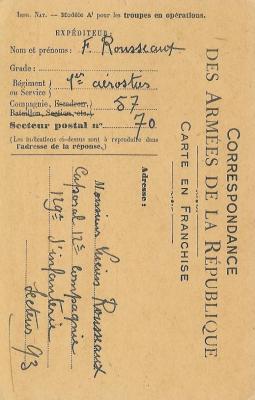 Imp. Nat. — Modèle A¹ pour les troupes en opérations.
EXPÉDITEUR :
Nom et prénoms : F. Rousseaux
Grade :
Régiment ou Service) 1er aérostiers
Compagnie, Escadron, 57
Bataillon, Section, etc.
Secteur postal n° 70
(Les indications ci-dessus sont à reproduire dans
l'adresse de la réponse.)
CORRESPONDANCE
DES ARMÉES DE LA RÉPUBLIQUE
CARTE EN FRANCHISE
Adresse :
Monsieur Lucien Rousseaux
Caporal 12e Compagnie
129e d'infanterie
Secteur 93